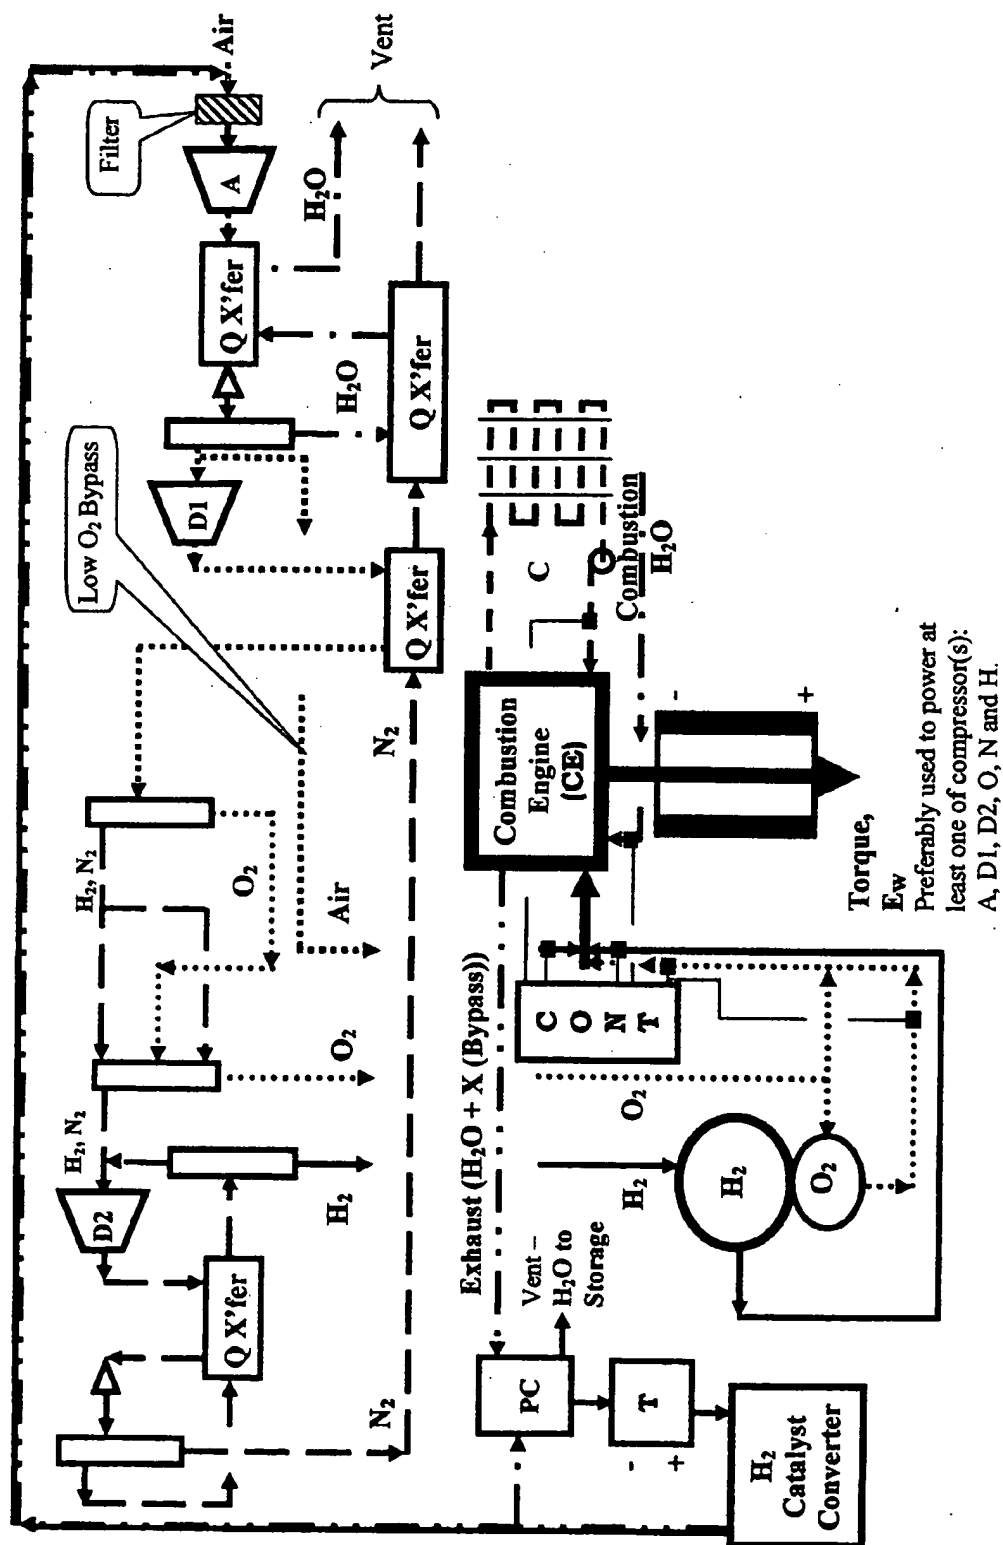 Air
Filter
A
Q X'fer
H₂O
Vent
H₂O
Q X'fer
D1
Low O₂ Bypass
Q X'fer
N₂
H₂, N₂
O₂
Air
O₂
H₂, N₂
D2
H₂
Q X'fer
N₂
Exhaust (H₂O + X (Bypass))
Combustion
Engine
(CE)
C
Combustion
H₂O
-
+
Torque,
Ew
Preferably used to power at
least one of compressor(s):
A, D1, D2, O, N and H.
C
O
N
T
O₂
H₂
H₂
O₂
Vent –
H₂O to
Storage
PC
T
-
+
H₂
Catalyst
Converter